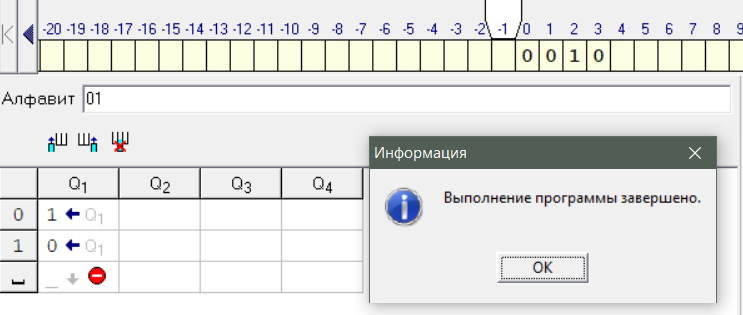 -20 -19 -18 -17 -16 -15 -14 -13 -12 -11 -10 -9 -8 -7 -6 -5 -4 -3 -2 -1 0 1 2 3 4 5 6 7 8 9
0 0 1 0
Алфавит 01
Информация
Выполнение программы завершено.
OK
Q1 Q2 Q3 Q4
0 1 ← Q1
1 0 ← Q1
␣ _ ↓